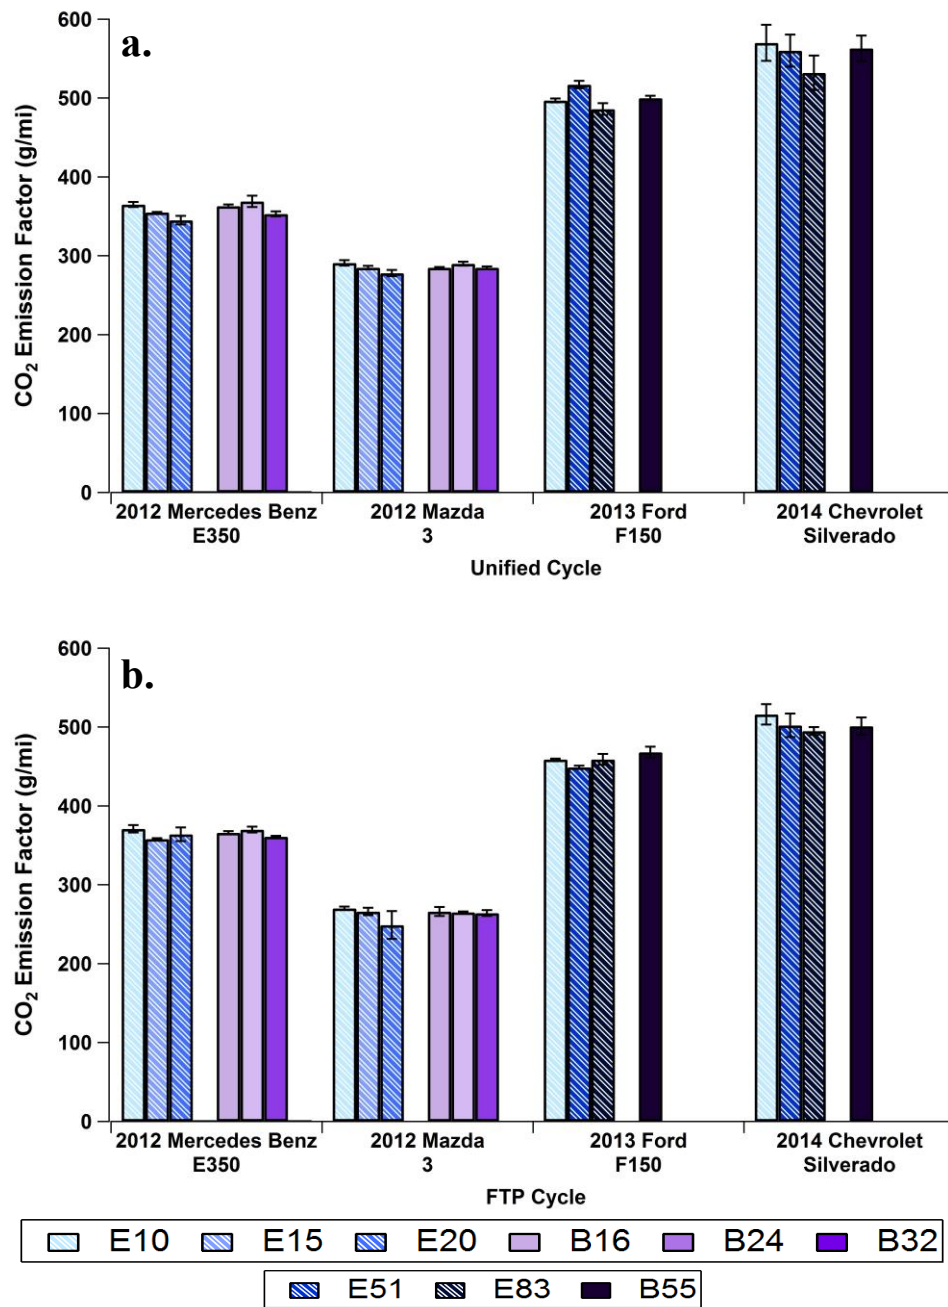 a.
600
500
400
300
200
100
0
CO₂ Emission Factor (g/mi)
2012 Mercedes Benz 2012 Mazda 2013 Ford 2014 Chevrolet
E350 3 F150 Silverado
Unified Cycle
b.
600
500
400
300
200
100
0
CO₂ Emission Factor (g/mi)
2012 Mercedes Benz 2012 Mazda 2013 Ford 2014 Chevrolet
E350 3 F150 Silverado
FTP Cycle
E10 E15 E20 B16 B24 B32
E51 E83 B55